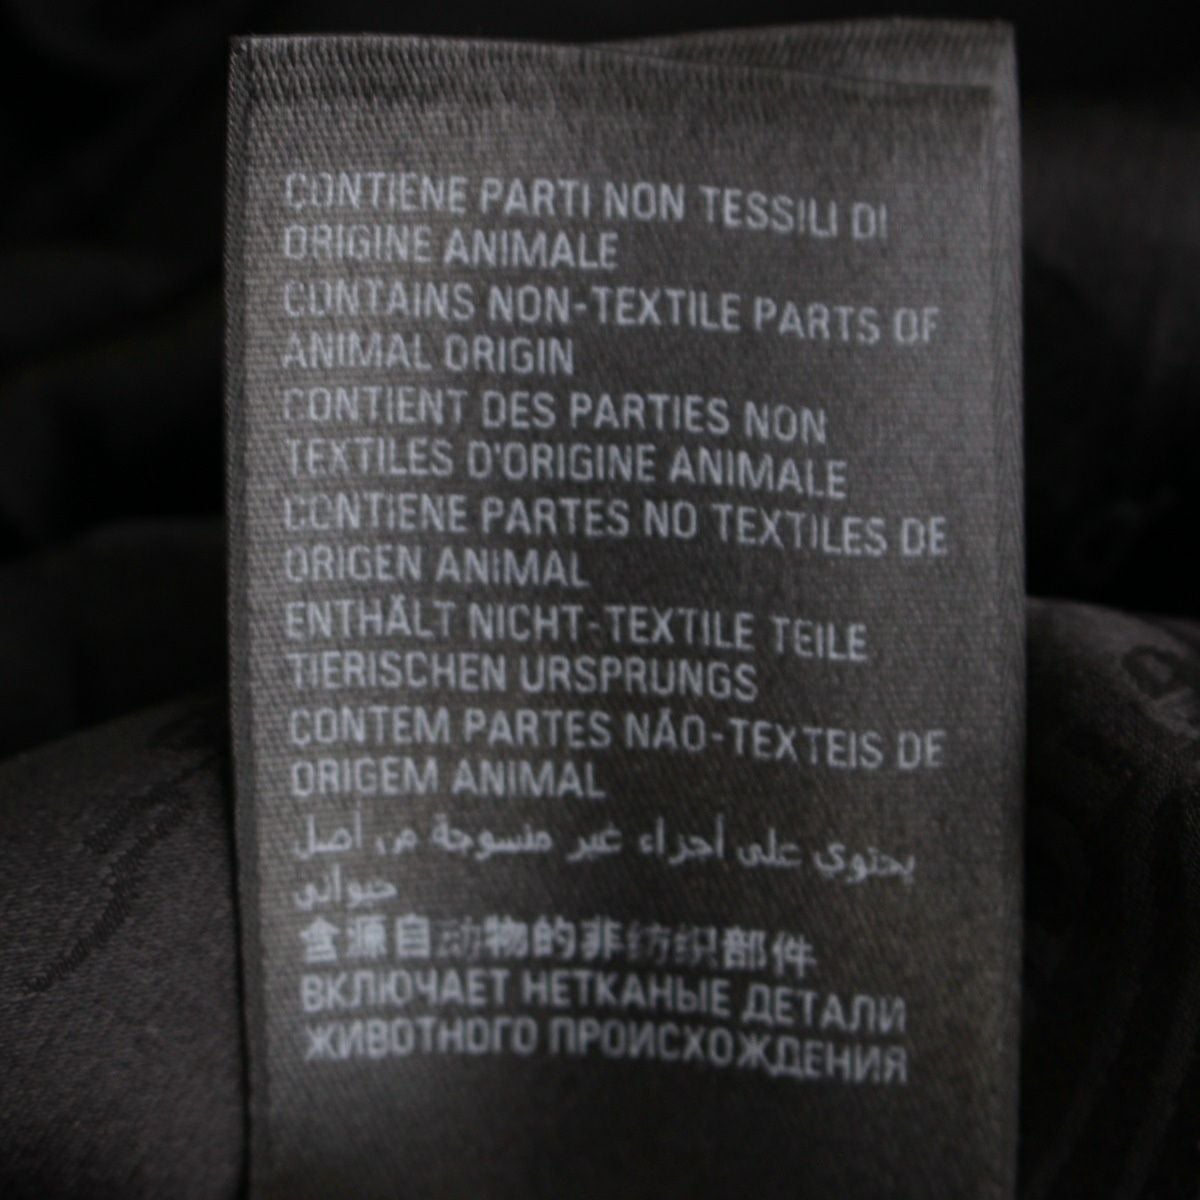 CONTIENE PARTI NON TESSILI DI
ORIGINE ANIMALE
CONTAINS NON-TEXTILE PARTS OF
ANIMAL ORIGIN
CONTIENT DES PARTIES NON
TEXTILES D'ORIGINE ANIMALE
CONTIENE PARTES NO TEXTILES DE
ORIGEN ANIMAL
ENTHÄLT NICHT-TEXTILE TEILE
TIERISCHEN URSPRUNGS
CONTEM PARTES NÃO-TEXTEIS DE
ORIGEM ANIMAL
يحتوي على أجزاء غير منسوجة من أصل
حيواني
含源自动物的非纺织部件
ВКЛЮЧАЕТ НЕТКАНЫЕ ДЕТАЛИ
ЖИВОТНОГО ПРОИСХОЖДЕНИЯ